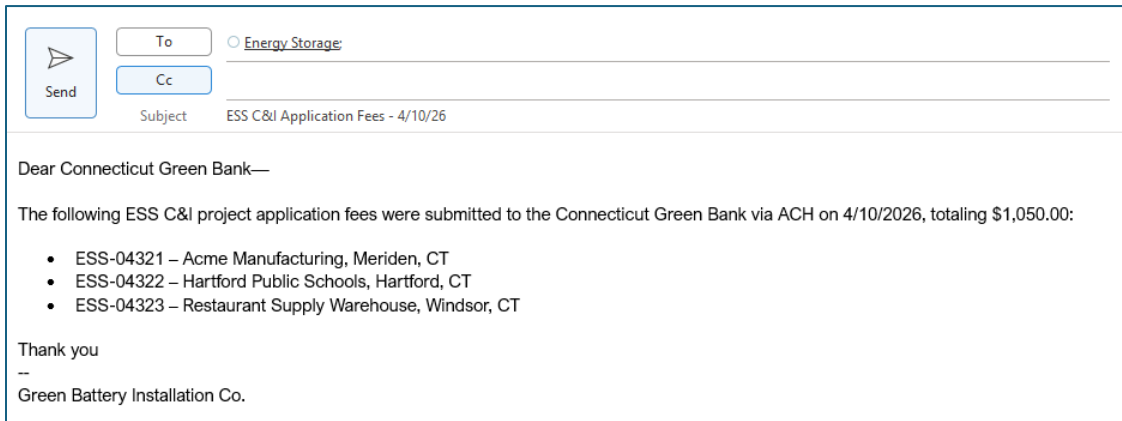 To
Energy Storage;
Send
Cc
Subject
ESS C&I Application Fees - 4/10/26
Dear Connecticut Green Bank—
The following ESS C&I project application fees were submitted to the Connecticut Green Bank via ACH on 4/10/2026, totaling $1,050.00:
• ESS-04321 – Acme Manufacturing, Meriden, CT
• ESS-04322 – Hartford Public Schools, Hartford, CT
• ESS-04323 – Restaurant Supply Warehouse, Windsor, CT
Thank you
--
Green Battery Installation Co.